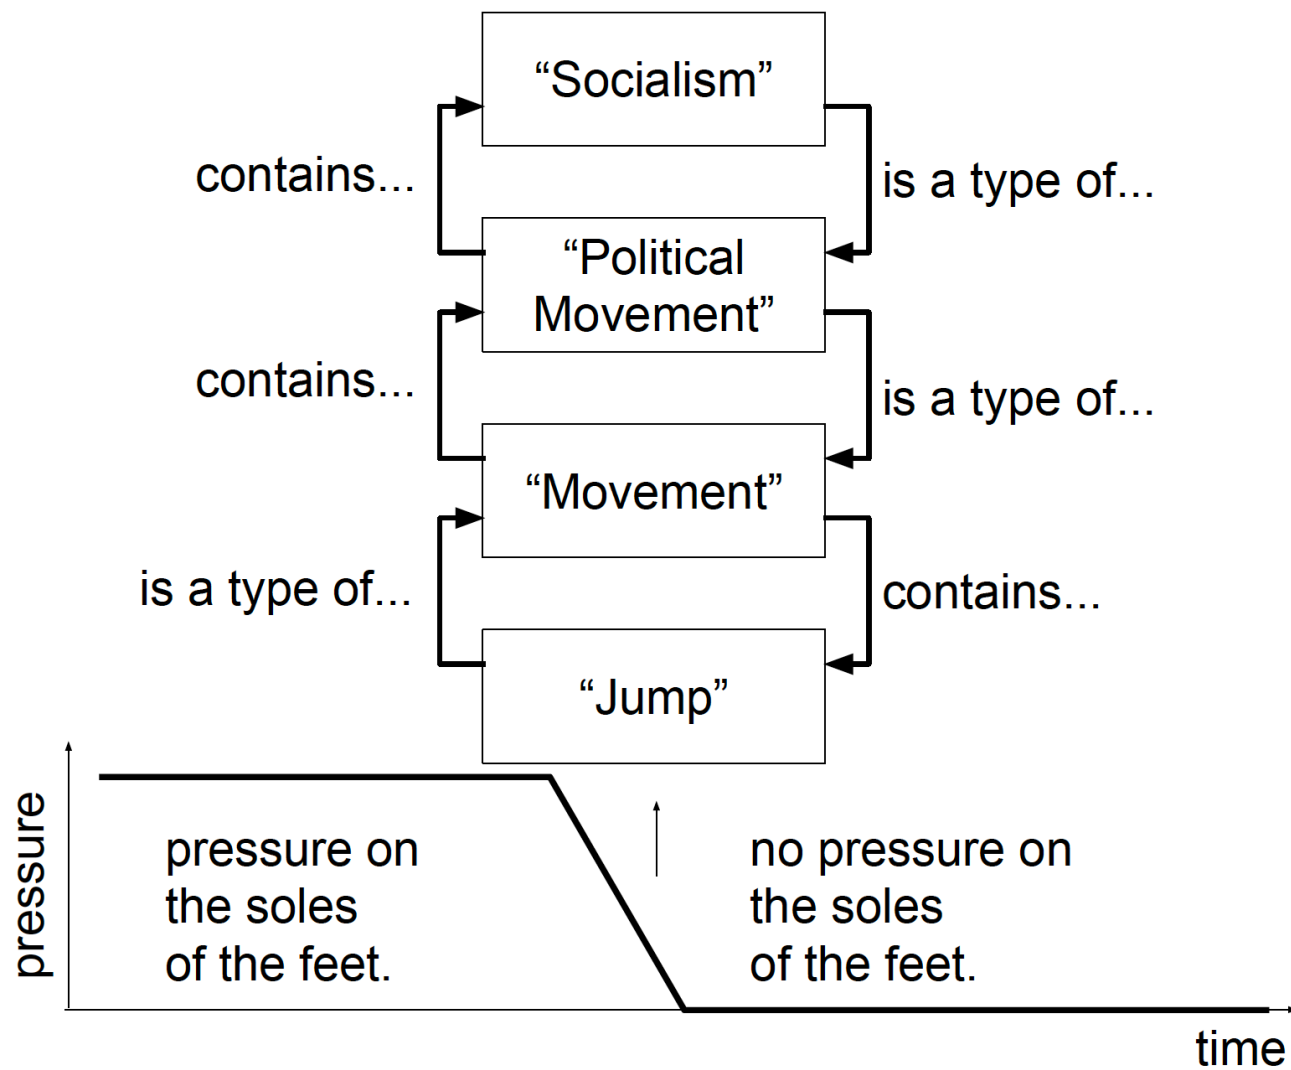 “Socialism”
contains...
is a type of...
“Political
Movement”
contains...
is a type of...
“Movement”
is a type of...
contains...
“Jump”
pressure
pressure on
the soles
of the feet.
no pressure on
the soles
of the feet.
time